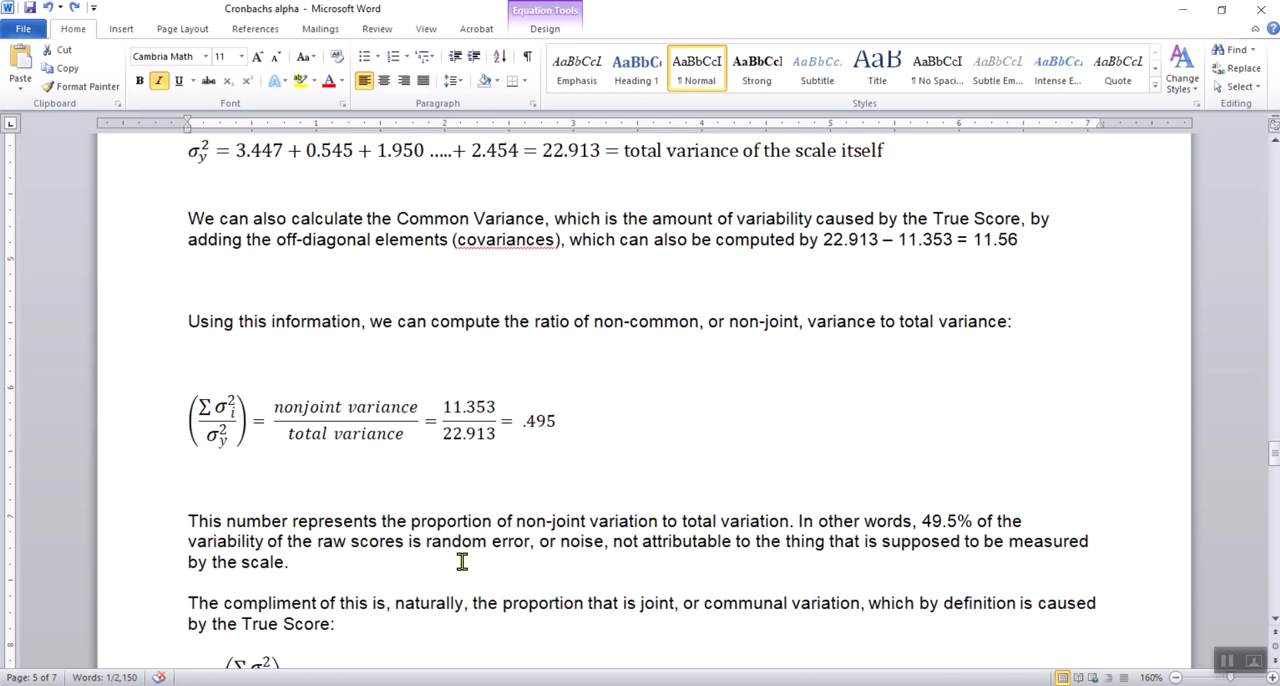 Cronbachs alpha - Microsoft Word
Equation Tools
File Home Insert Page Layout References Mailings Review View Acrobat Design
Paste
Cut
Copy
Format Painter
Clipboard
Cambria Math 11
Font
Paragraph
AaBbCcL Emphasis
AaBbC Heading 1
AaBbCcI ¶ Normal
AaBbCc Strong
AaBbCc. Subtitle
AaB Title
AaBbCcI ¶ No Spaci...
AaBbCcL Subtle Em...
AaBbCcL Intense E...
AaBbCcL Quote
Change Styles
Styles
Find
Replace
Select
Editing
σ²y = 3.447 + 0.545 + 1.950 .....+ 2.454 = 22.913 = total variance of the scale itself
We can also calculate the Common Variance, which is the amount of variability caused by the True Score, by
adding the off-diagonal elements (covariances), which can also be computed by 22.913 – 11.353 = 11.56
Using this information, we can compute the ratio of non-common, or non-joint, variance to total variance:
(Σ σ²i / σ²y) = nonjoint variance / total variance = 11.353 / 22.913 = .495
This number represents the proportion of non-joint variation to total variation. In other words, 49.5% of the
variability of the raw scores is random error, or noise, not attributable to the thing that is supposed to be measured
by the scale.
The compliment of this is, naturally, the proportion that is joint, or communal variation, which by definition is caused
by the True Score:
(Σ σ²)
Page: 5 of 7 Words: 1/2,150 160%